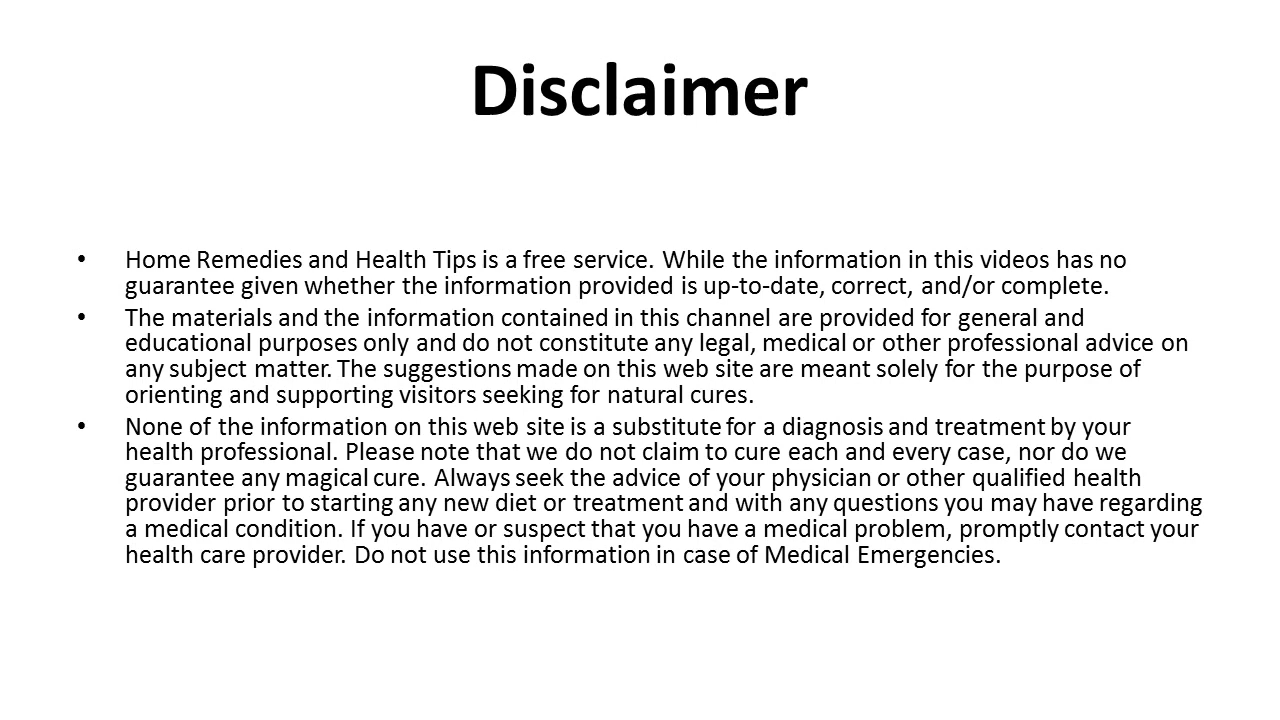 Disclaimer
• Home Remedies and Health Tips is a free service. While the information in this videos has no
guarantee given whether the information provided is up-to-date, correct, and/or complete.
• The materials and the information contained in this channel are provided for general and
educational purposes only and do not constitute any legal, medical or other professional advice on
any subject matter. The suggestions made on this web site are meant solely for the purpose of
orienting and supporting visitors seeking for natural cures.
• None of the information on this web site is a substitute for a diagnosis and treatment by your
health professional. Please note that we do not claim to cure each and every case, nor do we
guarantee any magical cure. Always seek the advice of your physician or other qualified health
provider prior to starting any new diet or treatment and with any questions you may have regarding
a medical condition. If you have or suspect that you have a medical problem, promptly contact your
health care provider. Do not use this information in case of Medical Emergencies.